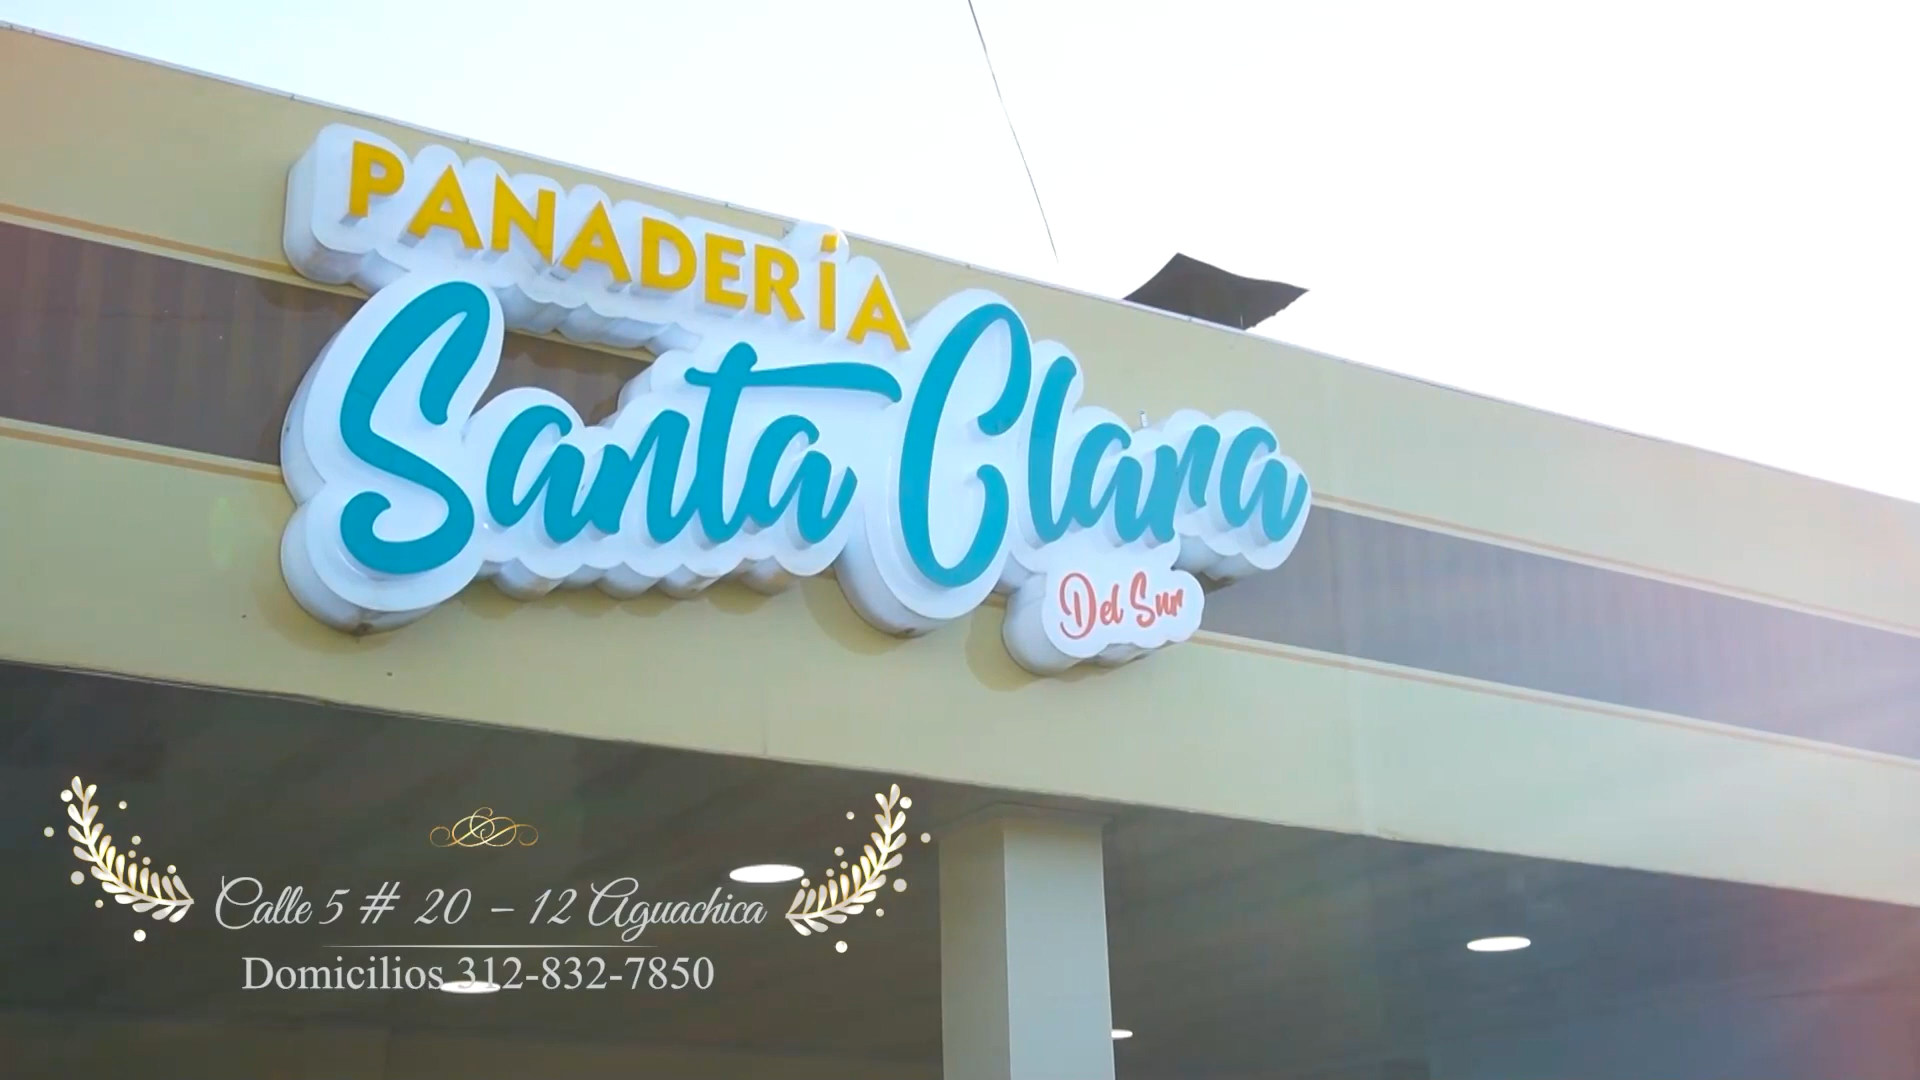 PANADERÍA
Santa Clara
Del Sur
Calle 5 # 20 - 12 Aguachica
Domicilios 312-832-7850